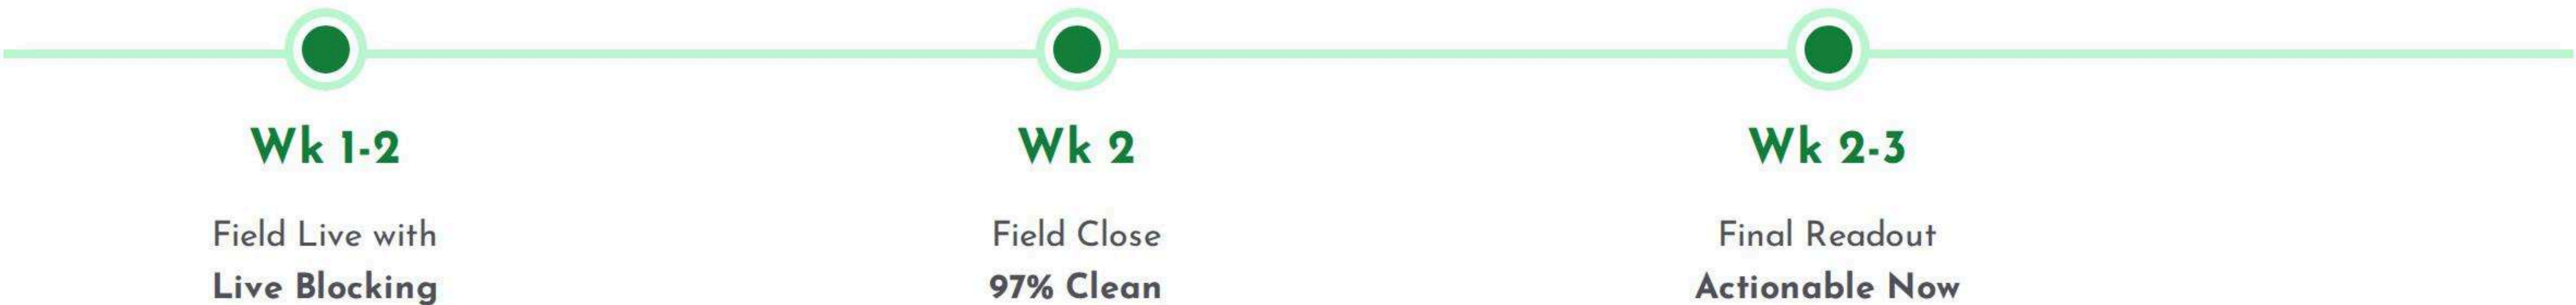 Wk 1-2
Wk 2
Wk 2-3
Field Live with
Live Blocking
Field Close
97% Clean
Final Readout
Actionable Now